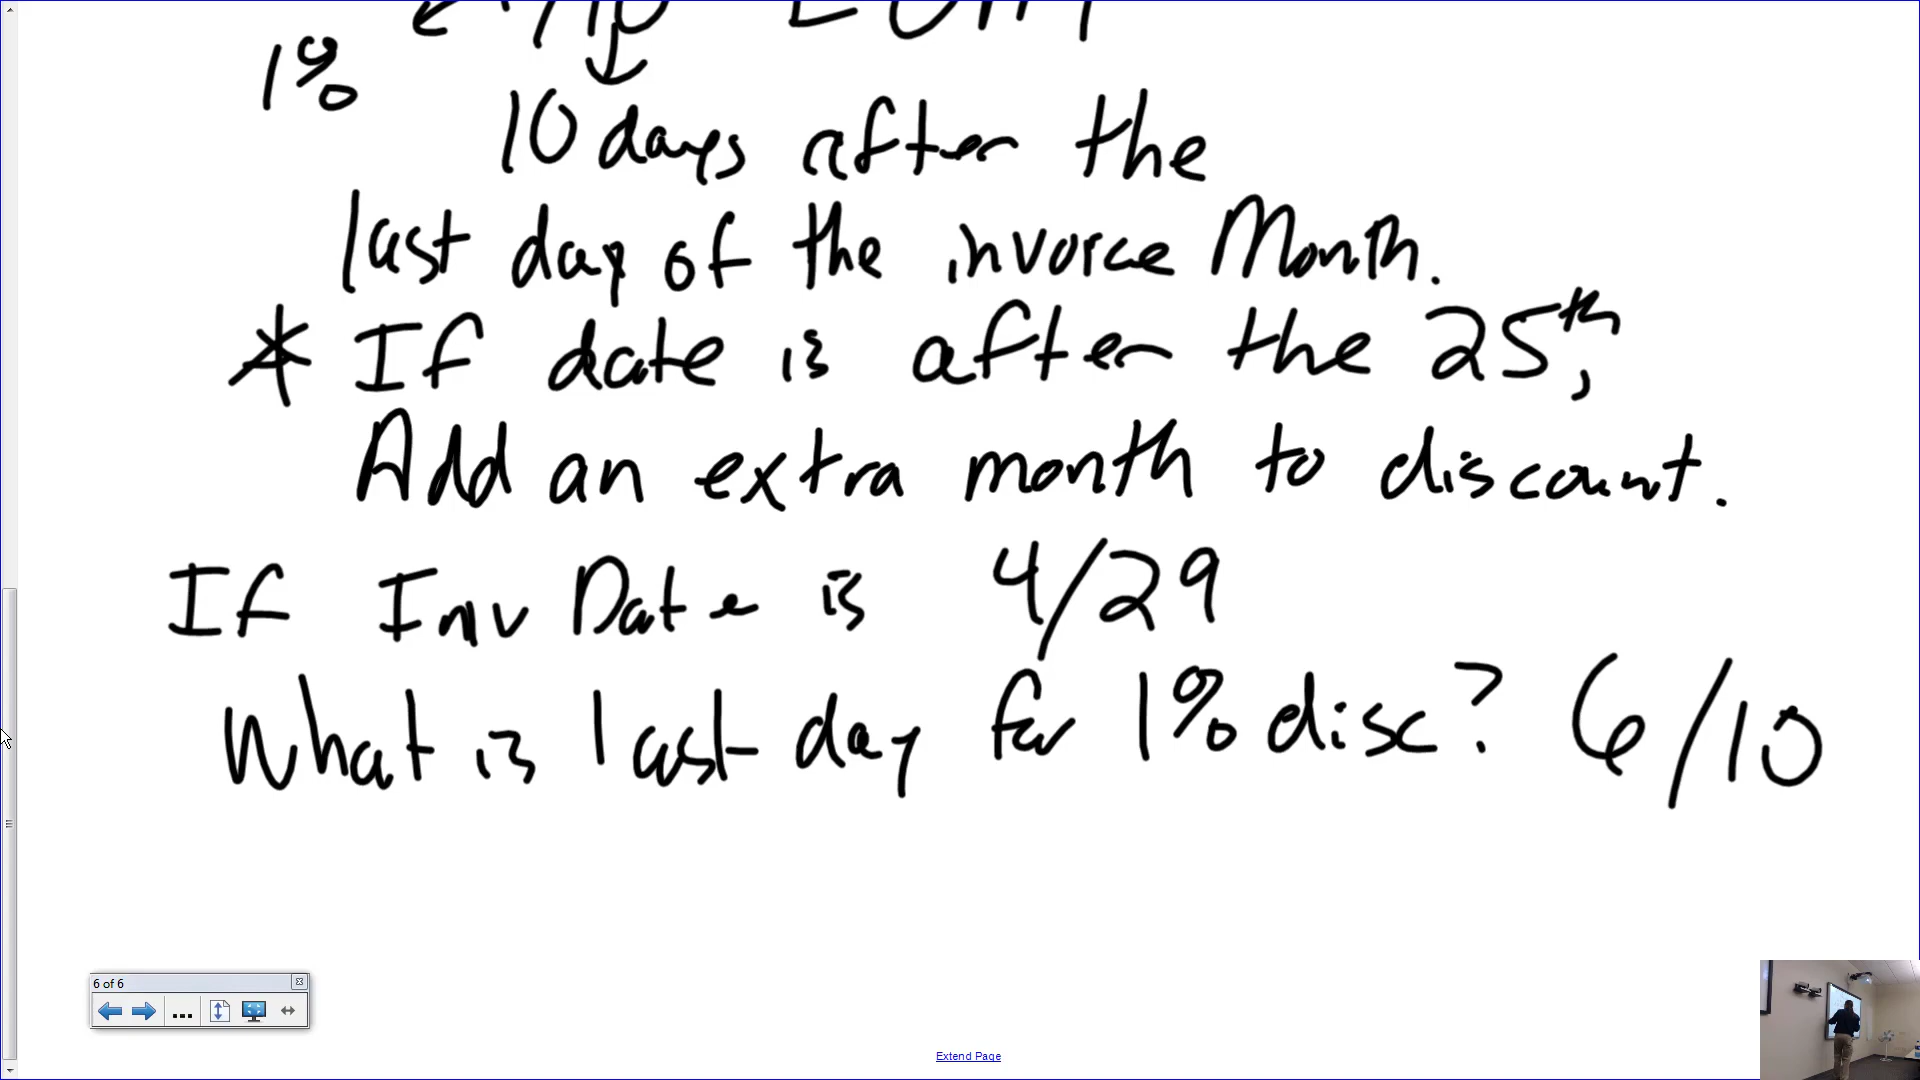 1%
10 days after the
last day of the invoice Month.
* If date is after the 25th,
Add an extra month to discount.
If Inv Date is 4/29
What is last day for 1% disc? 6/10
6 of 6
...
Extend Page